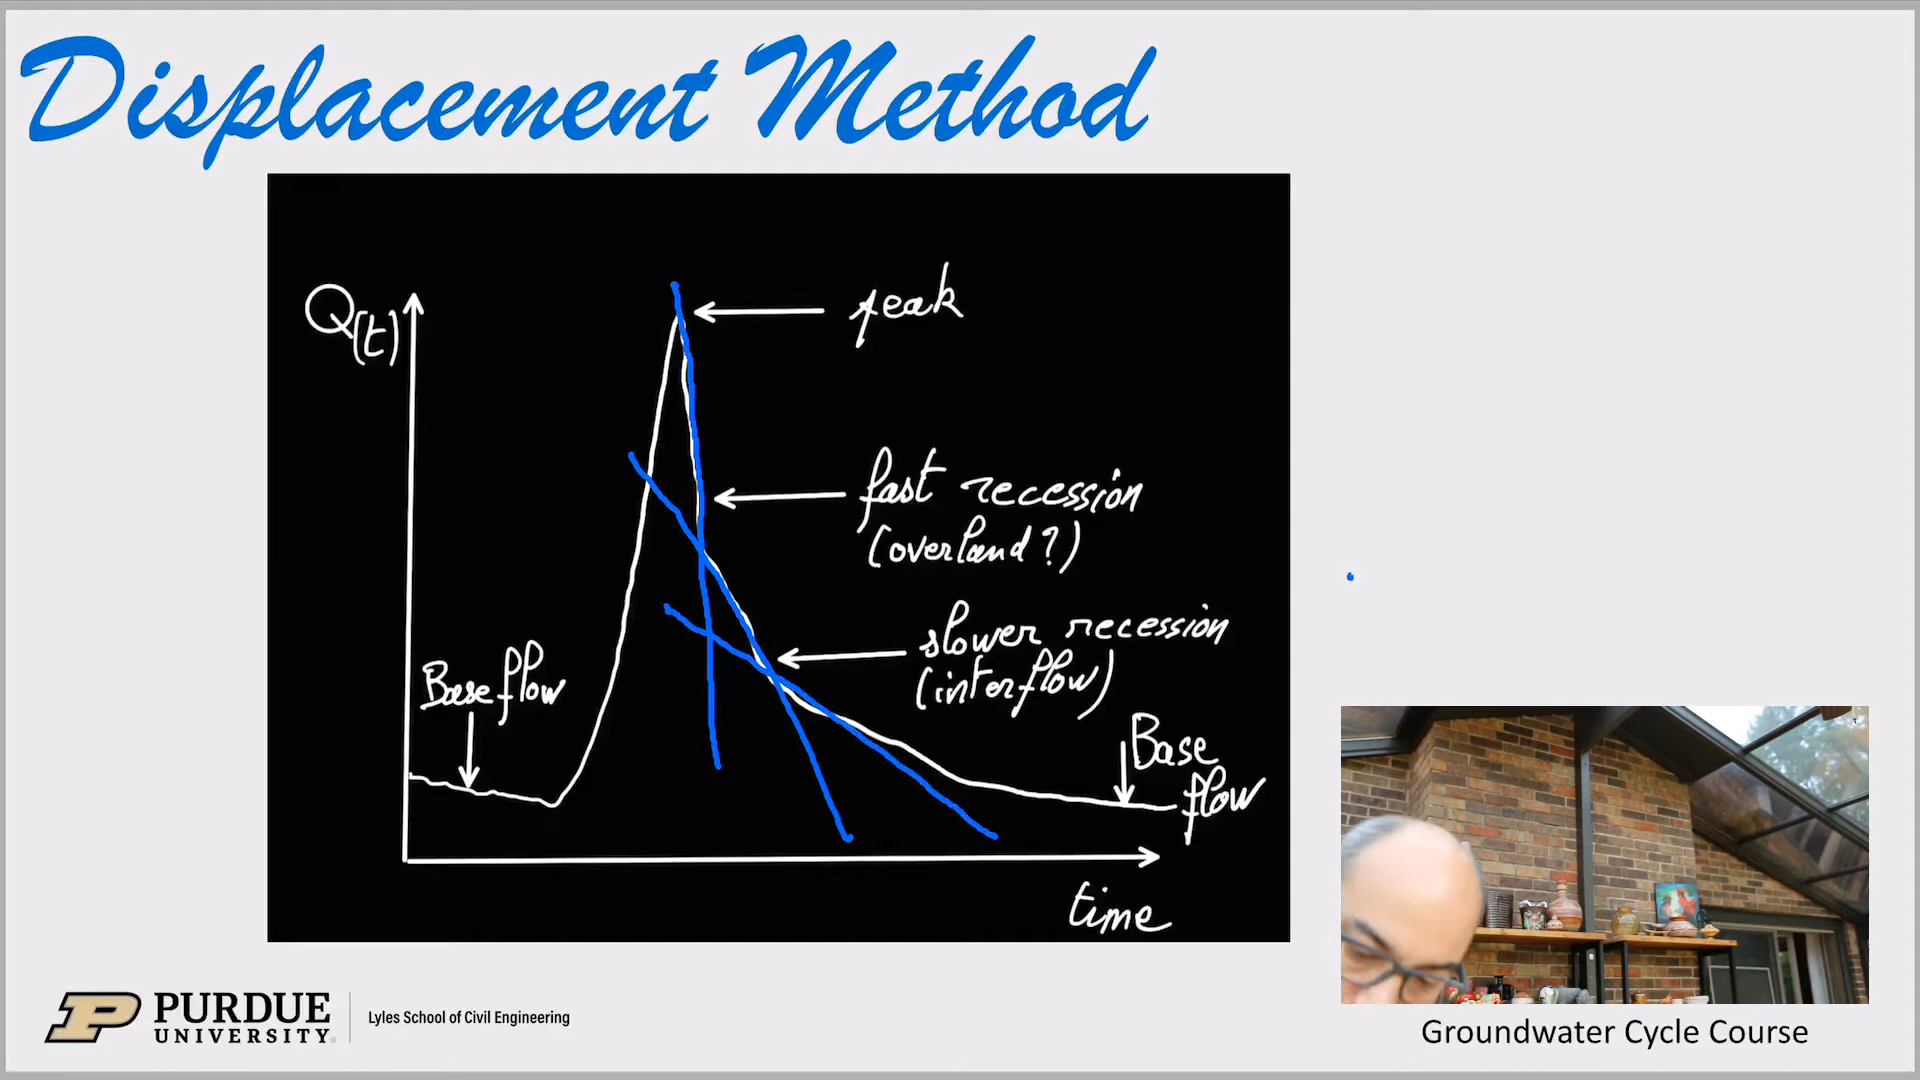 Displacement Method
Q(t)
peak
fast recession
(overland?)
slower recession
(interflow)
Base flow
Base
flow
time
P PURDUE
UNIVERSITY
Lyles School of Civil Engineering
Groundwater Cycle Course